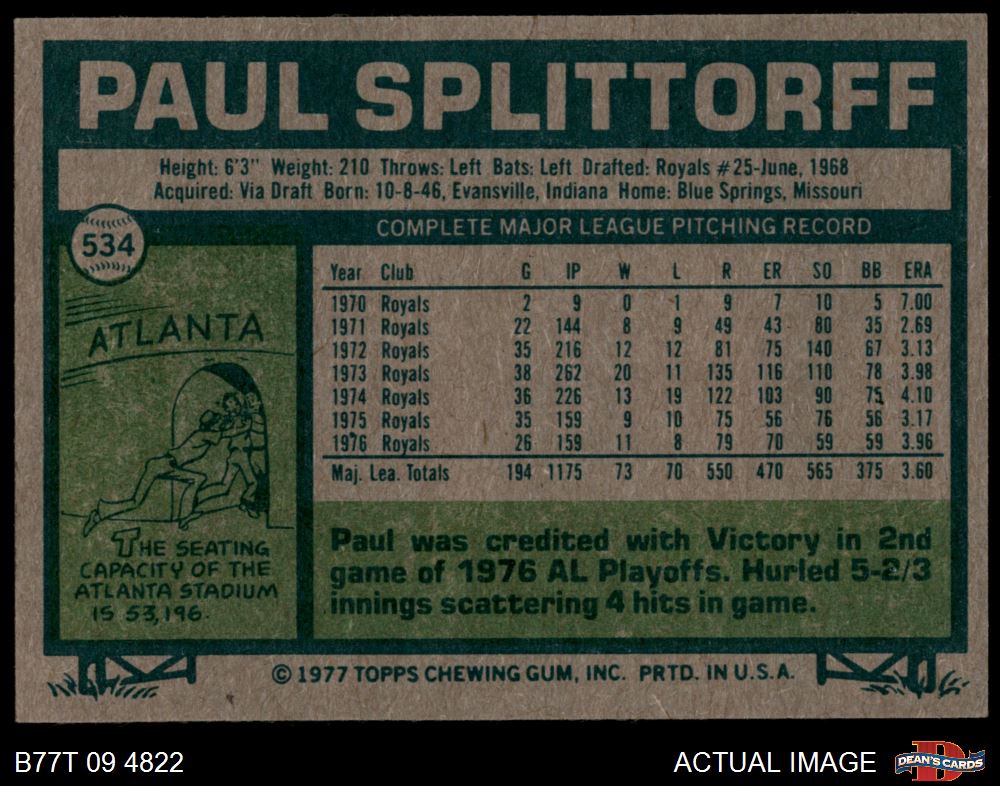 PAUL SPLITTORFF
Height: 6'3" Weight: 210 Throws: Left Bats: Left Drafted: Royals #25-June, 1968
Acquired: Via Draft Born: 10-8-46, Evansville, Indiana Home: Blue Springs, Missouri
534
COMPLETE MAJOR LEAGUE PITCHING RECORD
Year Club G IP W L R ER SO BB ERA
1970 Royals 2 9 0 1 9 7 10 5 7.00
1971 Royals 22 144 8 9 49 43 80 35 2.69
1972 Royals 35 216 12 12 81 75 140 67 3.13
1973 Royals 38 262 20 11 135 116 110 78 3.98
1974 Royals 36 226 13 19 122 103 90 75 4.10
1975 Royals 35 159 9 10 75 56 76 56 3.17
1976 Royals 26 159 11 8 79 70 59 59 3.96
Maj. Lea. Totals 194 1175 73 70 550 470 565 375 3.60
ATLANTA
THE SEATING
CAPACITY OF THE
ATLANTA STADIUM
IS 53,196.
Paul was credited with Victory in 2nd
game of 1976 AL Playoffs. Hurled 5-2/3
innings scattering 4 hits in game.
© 1977 TOPPS CHEWING GUM, INC. PRTD. IN U.S.A.
B77T 09 4822
ACTUAL IMAGE
D
DEAN'S CARDS